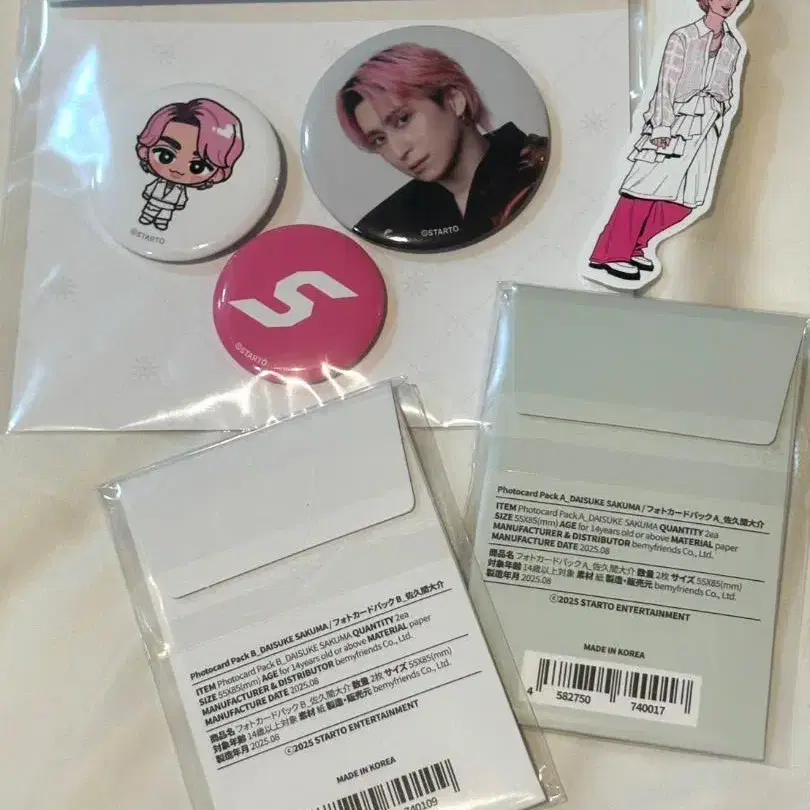 ©STARTO
©STARTO
©STARTO
Photocard Pack A_DAISUKE SAKUMA / フォトカードパック A_佐久間大介
ITEM Photocard Pack A_DAISUKE SAKUMA QUANTITY 2ea
SIZE 55X85(mm) AGE for 14years old or above MATERIAL paper
MANUFACTURER & DISTRIBUTOR bemyfriends Co., Ltd.
MANUFACTURE DATE 2025.08
商品名 フォトカードパック A_佐久間大介 数量 2枚 サイズ 55X85(mm)
対象年齢 14歳以上対象 素材 紙 製造・販売元 bemyfriends Co., Ltd.
製造年月 2025.08
©2025 STARTO ENTERTAINMENT
MADE IN KOREA
4 582750 740017
Photocard Pack B_DAISUKE SAKUMA / フォトカードパック B_佐久間大介
ITEM Photocard Pack B_DAISUKE SAKUMA QUANTITY 2ea
SIZE 55X85(mm) AGE for 14years old or above MATERIAL paper
MANUFACTURER & DISTRIBUTOR bemyfriends Co., Ltd.
MANUFACTURE DATE 2025.08
商品名 フォトカードパック B_佐久間大介 数量 2枚 サイズ 55X85(mm)
対象年齢 14歳以上対象 素材 紙 製造・販売元 bemyfriends Co., Ltd.
製造年月 2025.08
©2025 STARTO ENTERTAINMENT
MADE IN KOREA
740109